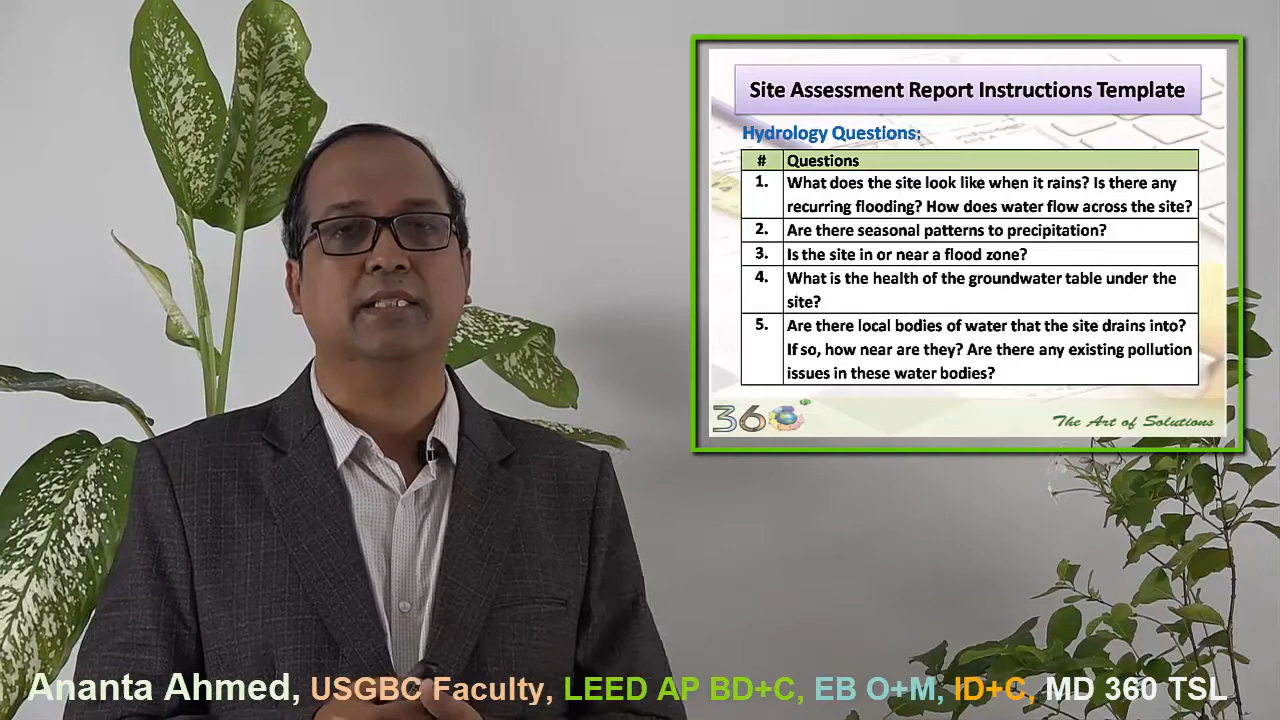 Site Assessment Report Instructions Template
Hydrology Questions:
# Questions
1. What does the site look like when it rains? Is there any
recurring flooding? How does water flow across the site?
2. Are there seasonal patterns to precipitation?
3. Is the site in or near a flood zone?
4. What is the health of the groundwater table under the
site?
5. Are there local bodies of water that the site drains into?
If so, how near are they? Are there any existing pollution
issues in these water bodies?
360
The Art of Solutions
Ananta Ahmed, USGBC Faculty, LEED AP BD+C, EB O+M, ID+C, MD 360 TSL